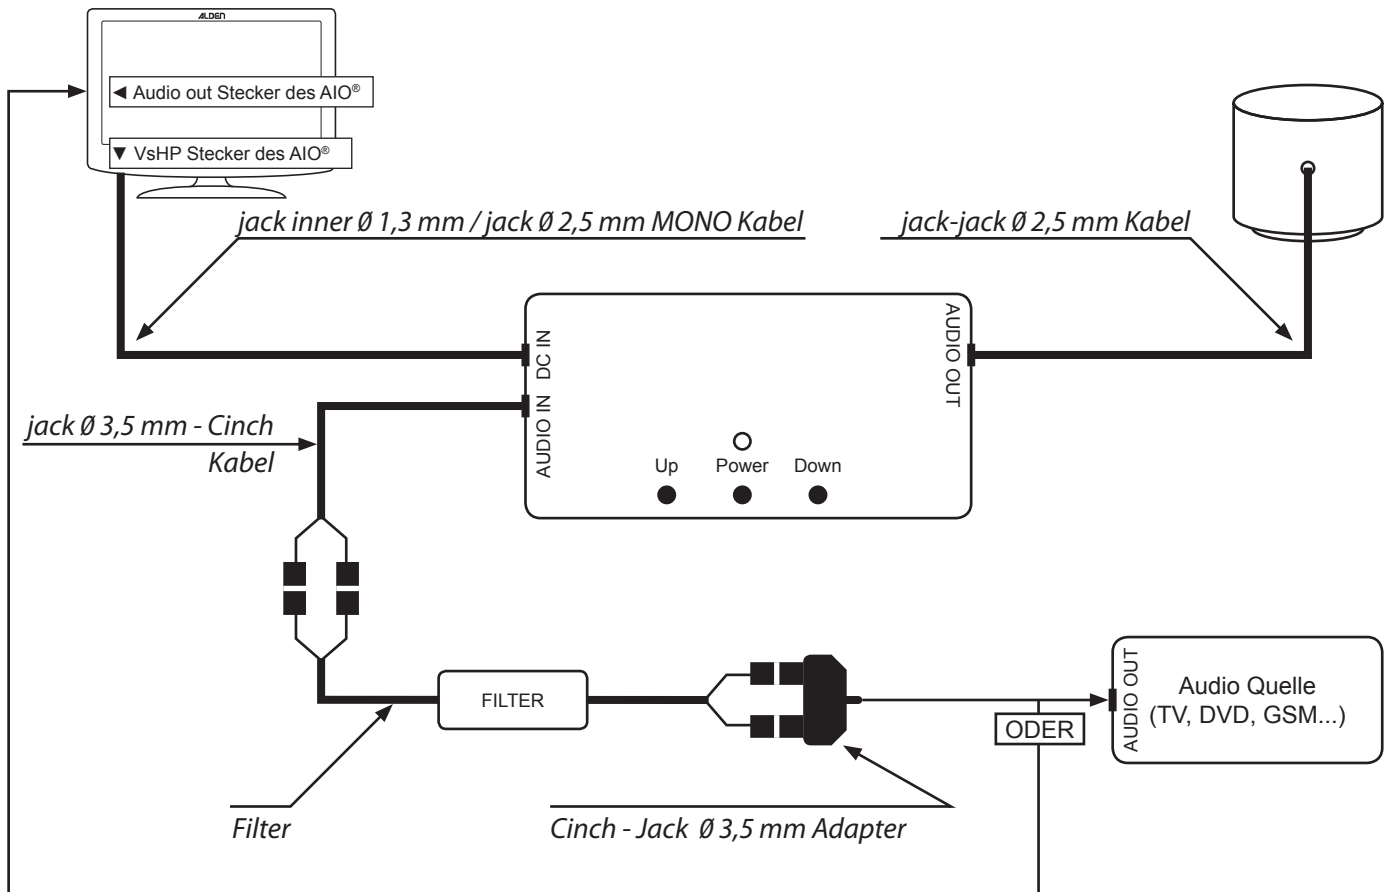 ALDEN
◄ Audio out Stecker des AIO®
▼ VsHP Stecker des AIO®
jack inner Ø 1,3 mm / jack Ø 2,5 mm MONO Kabel
jack-jack Ø 2,5 mm Kabel
DC IN
AUDIO OUT
AUDIO IN
jack Ø 3,5 mm - Cinch
Kabel
Up
Power
Down
FILTER
AUDIO OUT
Audio Quelle
(TV, DVD, GSM...)
ODER
Filter
Cinch - Jack Ø 3,5 mm Adapter